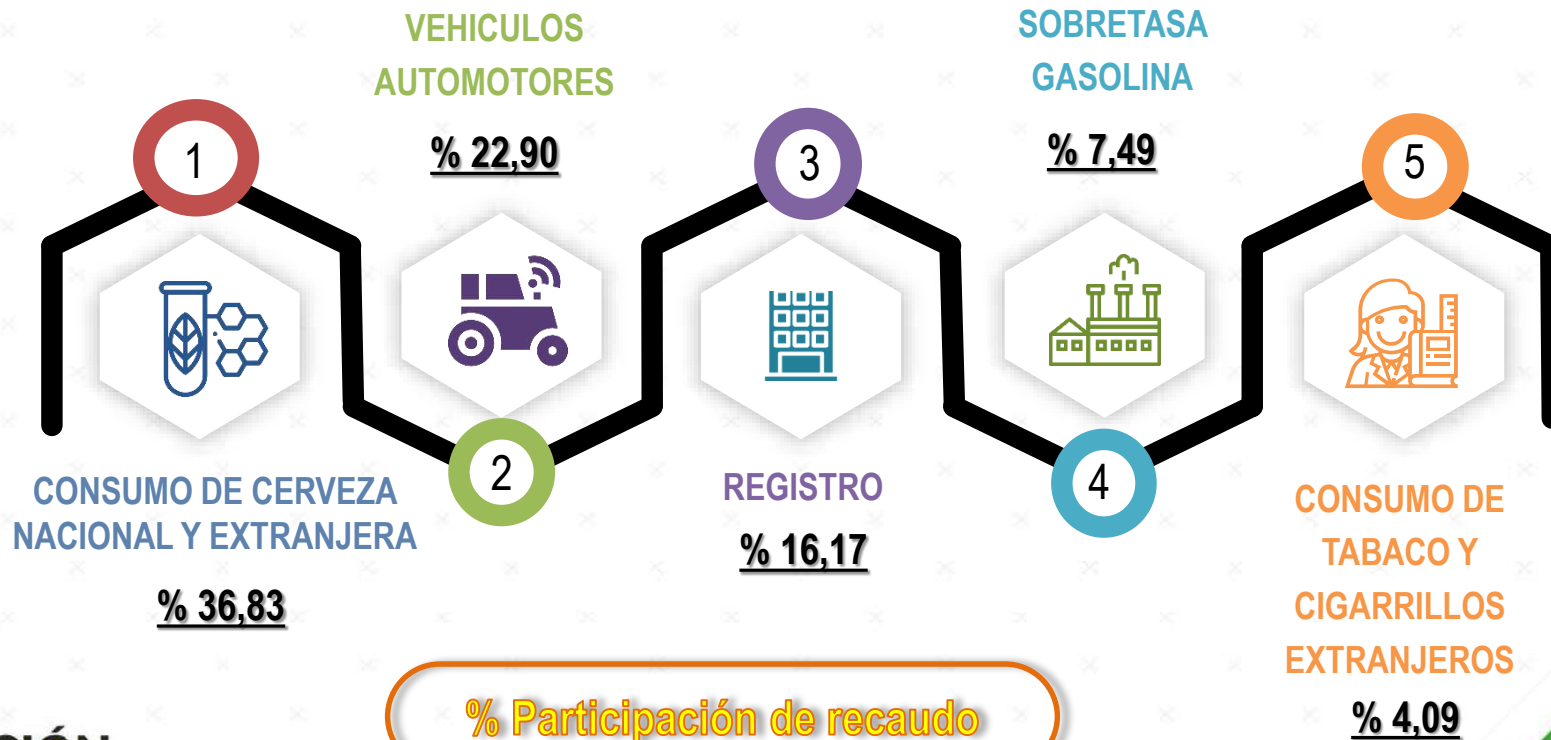 1
CONSUMO DE CERVEZA
NACIONAL Y EXTRANJERA
% 36,83
VEHICULOS
AUTOMOTORES
% 22,90
2
3
REGISTRO
% 16,17
SOBRETASA
GASOLINA
% 7,49
4
5
CONSUMO DE
TABACO Y
CIGARRILLOS
EXTRANJEROS
% 4,09
% Participación de recaudo